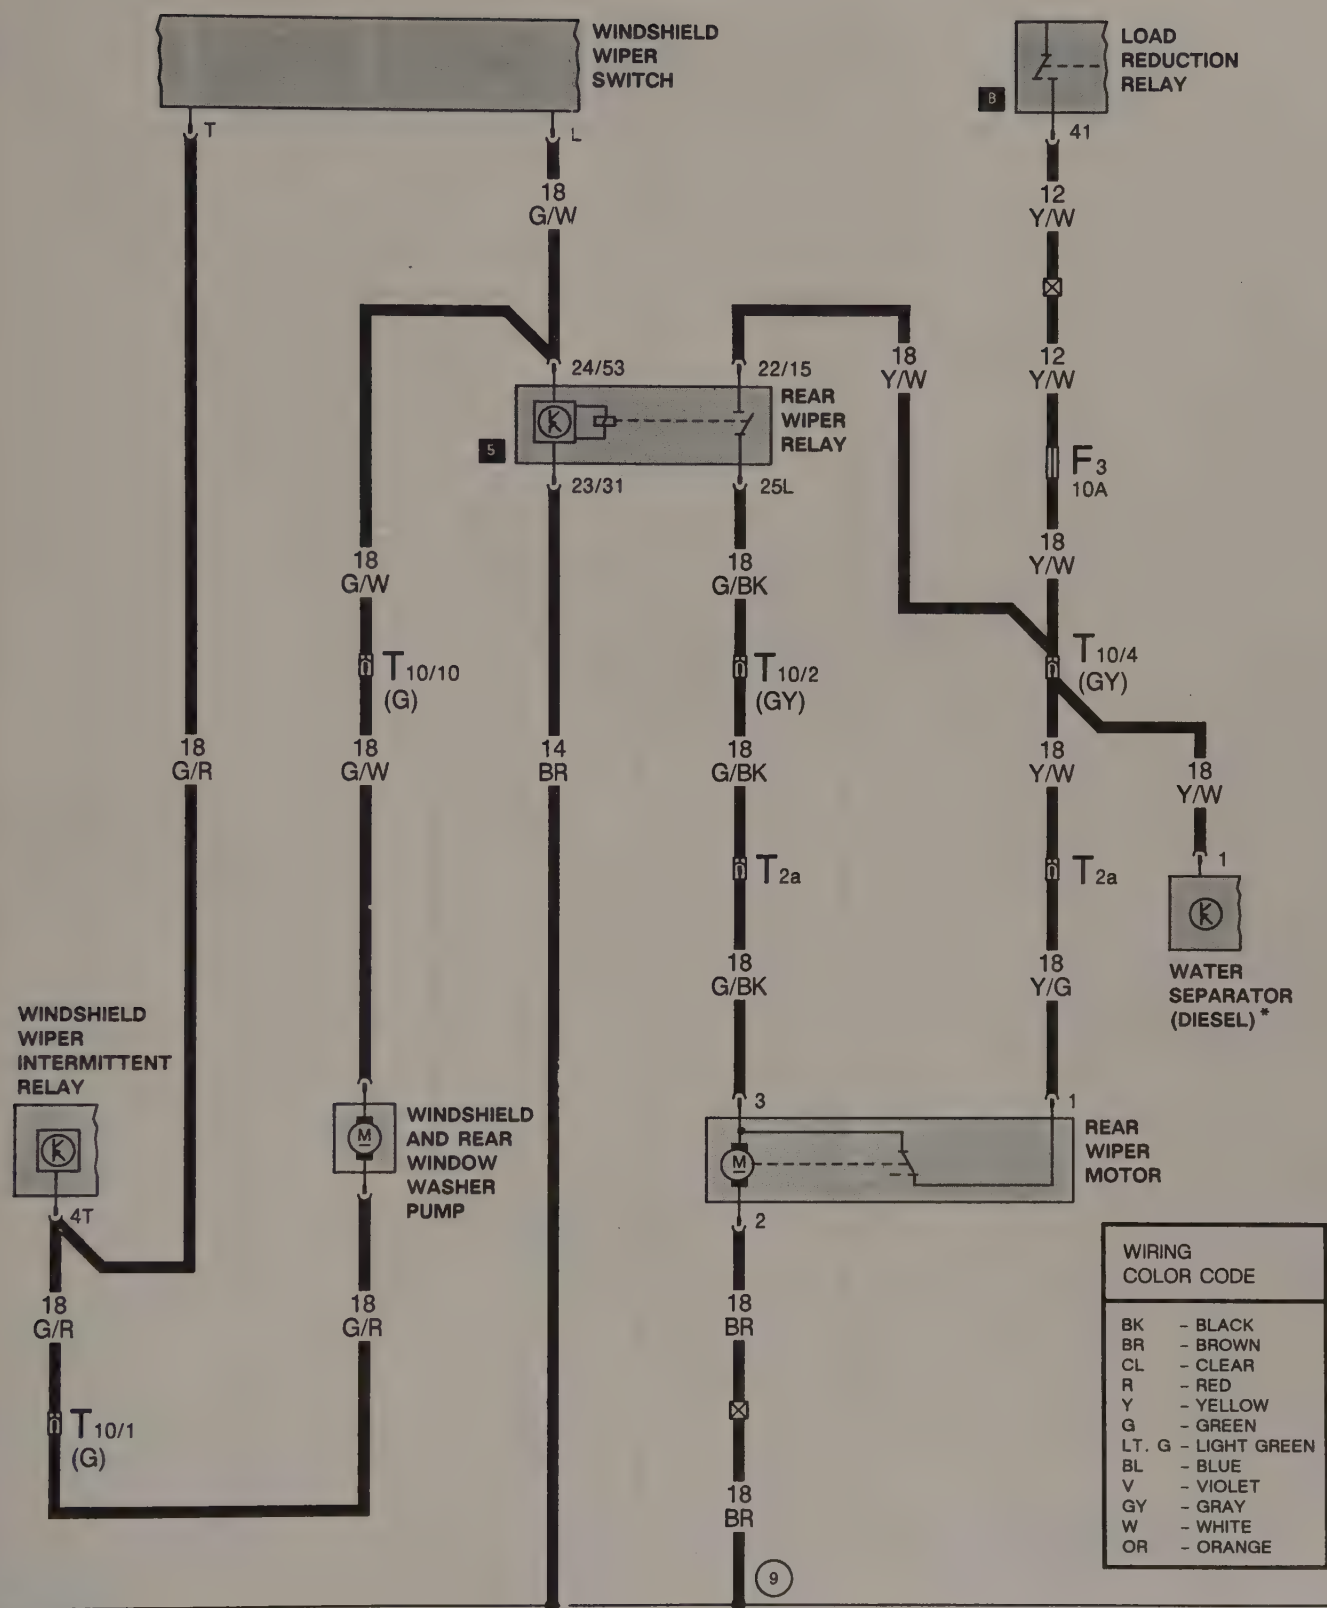 WINDSHIELD
WIPER
SWITCH
LOAD
REDUCTION
RELAY
B
T
L
41
18
G/W
12
Y/W
24/53
22/15
18
Y/W
12
Y/W
REAR
WIPER
RELAY
5
F3
10A
23/31
25L
18
G/W
18
G/BK
18
Y/W
T10/10
(G)
T10/2
(GY)
T10/4
(GY)
18
G/R
18
G/W
14
BR
18
G/BK
18
Y/W
18
Y/W
T2a
T2a
1
18
G/BK
18
Y/G
WATER
SEPARATOR
(DIESEL)*
WINDSHIELD
WIPER
INTERMITTENT
RELAY
3
1
M
WINDSHIELD
AND REAR
WINDOW
WASHER
PUMP
M
REAR
WIPER
MOTOR
4T
2
18
G/R
18
G/R
18
BR
T10/1
(G)
18
BR
9
WIRING
COLOR CODE
BK - BLACK
BR - BROWN
CL - CLEAR
R - RED
Y - YELLOW
G - GREEN
LT. G - LIGHT GREEN
BL - BLUE
V - VIOLET
GY - GRAY
W - WHITE
OR - ORANGE